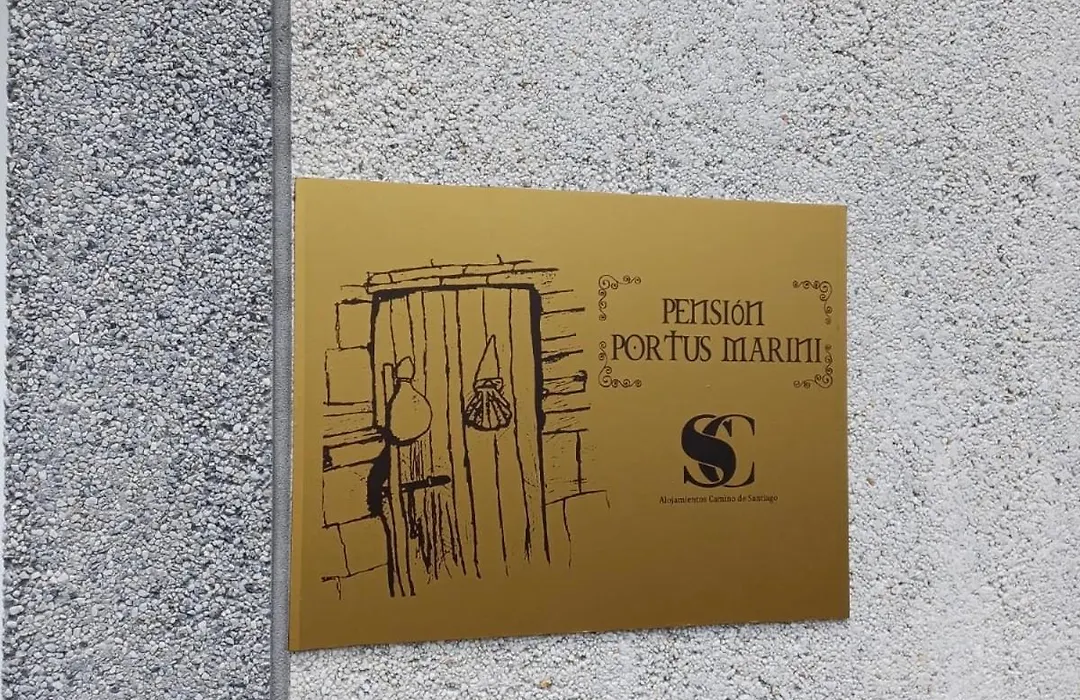 PENSIÓN
PORTUS MARINI
SC
Alojamientos Camino de Santiago